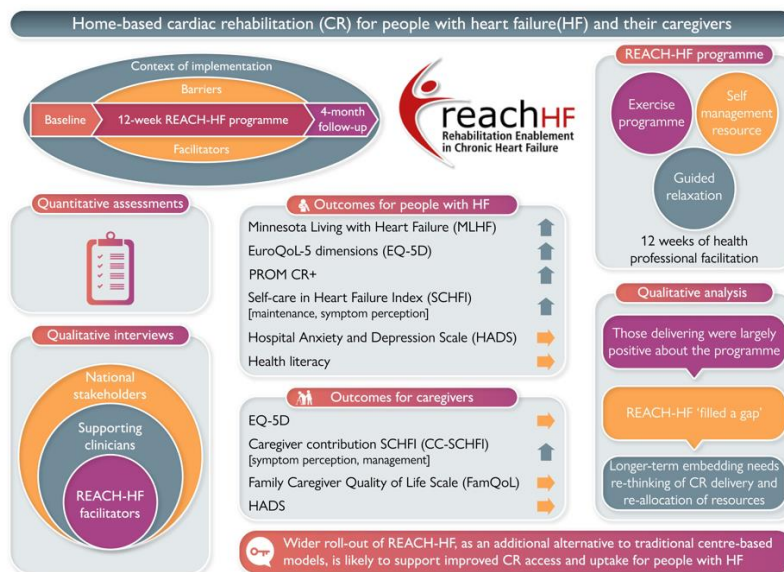 Home-based cardiac rehabilitation (CR) for people with heart failure(HF) and their caregivers
Context of implementation
Barriers
Baseline
12-week REACH-HF programme
4-month
follow-up
Facilitators
reachHF
Rehabilitation Enablement
in Chronic Heart Failure
REACH-HF programme
Exercise
programme
Self
management
resource
Guided
relaxation
12 weeks of health
professional facilitation
Quantitative assessments
Qualitative interviews
National
stakeholders
Supporting
clinicians
REACH-HF
facilitators
Outcomes for people with HF
Minnesota Living with Heart Failure (MLHF)
EuroQoL-5 dimensions (EQ-5D)
PROM CR+
Self-care in Heart Failure Index (SCHFI)
[maintenance, symptom perception]
Hospital Anxiety and Depression Scale (HADS)
Health literacy
Outcomes for caregivers
EQ-5D
Caregiver contribution SCHFI (CC-SCHFI)
[symptom perception, management]
Family Caregiver Quality of Life Scale (FamQoL)
HADS
Qualitative analysis
Those delivering were largely
positive about the programme
REACH-HF 'filled a gap'
Longer-term embedding needs
re-thinking of CR delivery and
re-allocation of resources
Wider roll-out of REACH-HF, as an additional alternative to traditional centre-based
models, is likely to support improved CR access and uptake for people with HF